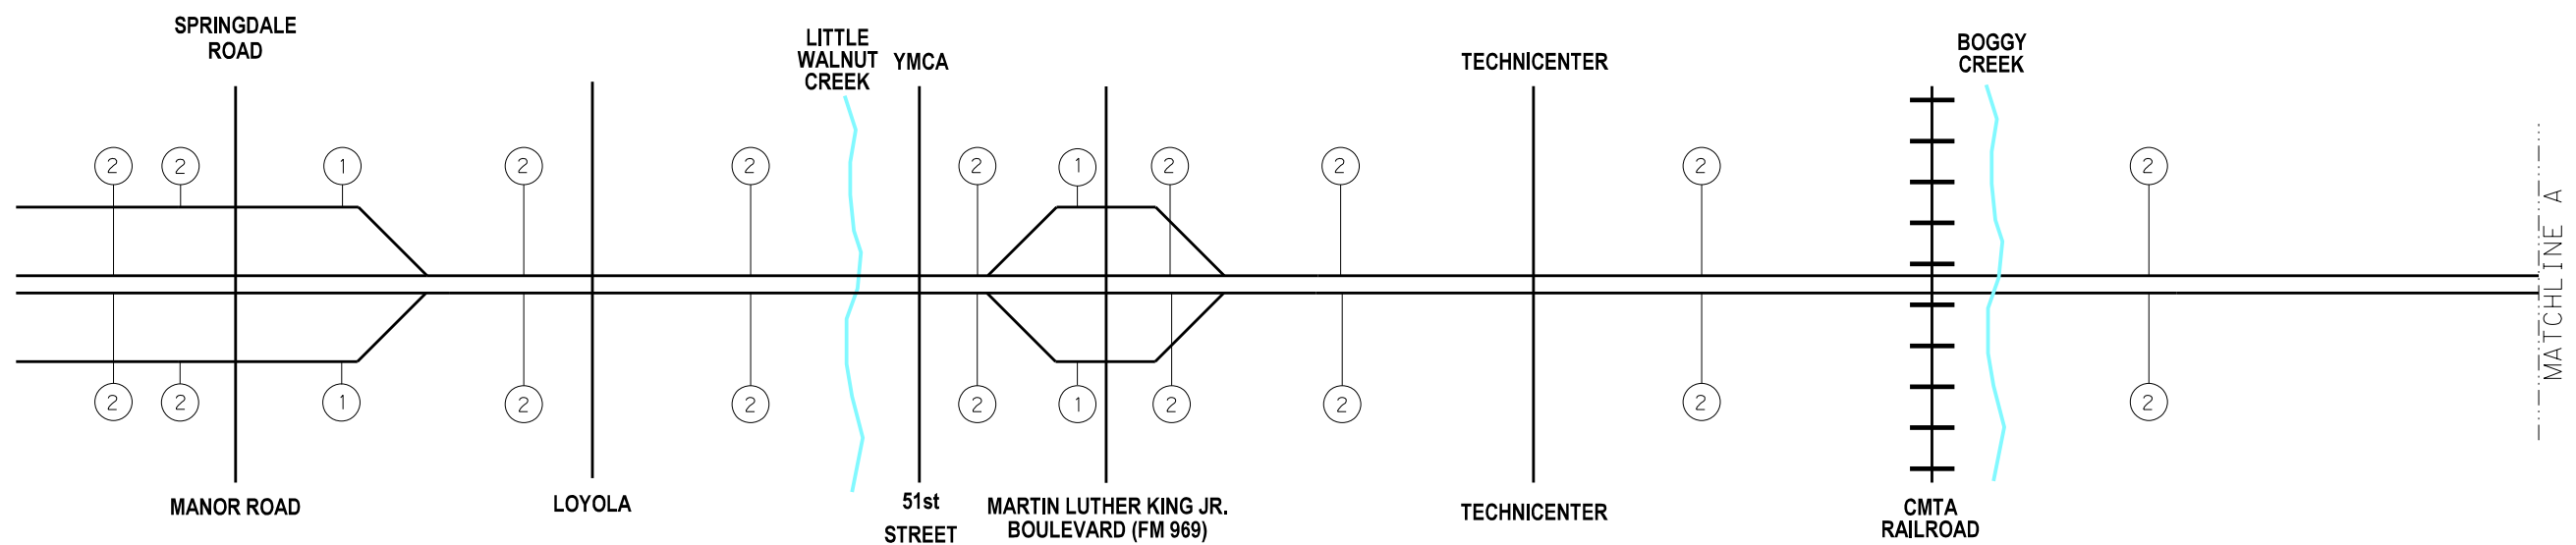 SPRINGDALE
ROAD
LITTLE
WALNUT
CREEK
YMCA
TECHNICENTER
BOGGY
CREEK
2 2 1 2 2 2 1 2 2 2 2
MATCHLINE A
2 2 1 2 2 2 1 2 2 2 2
MANOR ROAD
LOYOLA
51st
STREET
MARTIN LUTHER KING JR.
BOULEVARD (FM 969)
TECHNICENTER
CMTA
RAILROAD